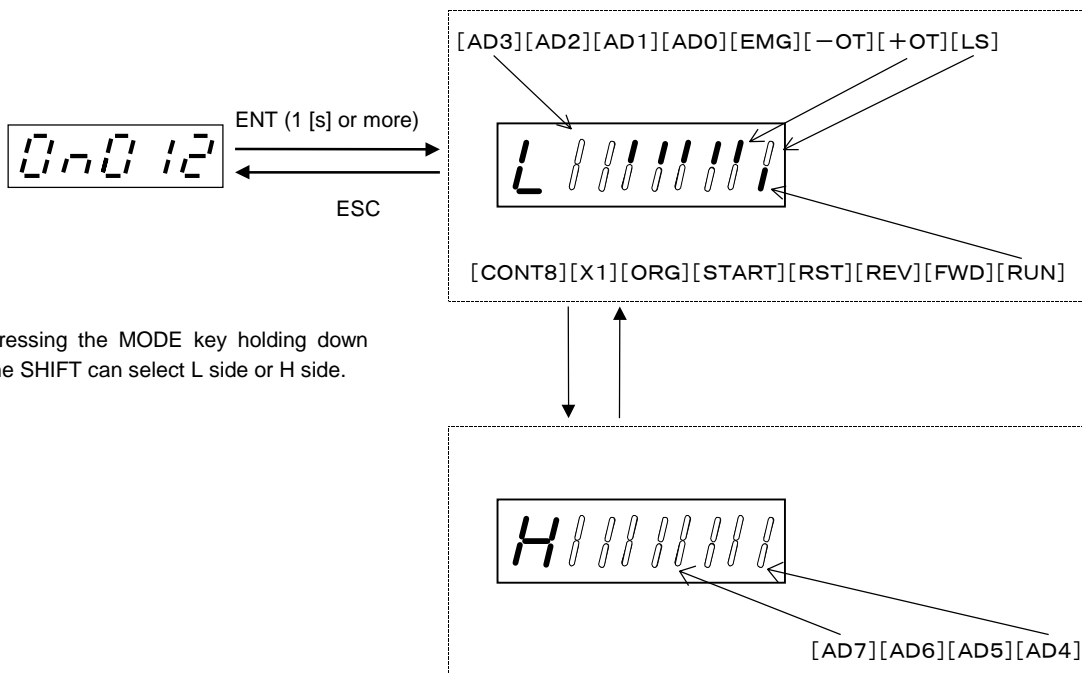 [AD3][AD2][AD1][AD0][EMG][-OT][+OT][LS]
ENT (1 [s] or more)
0n012
L
ESC
[CONT8][X1][ORG][START][RST][REV][FWD][RUN]
ressing the MODE key holding down
he SHIFT can select L side or H side.
H
[AD7][AD6][AD5][AD4]